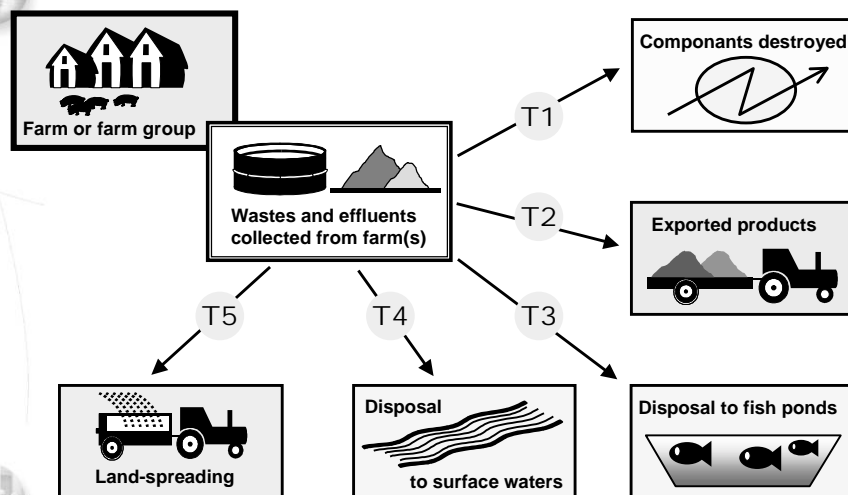 Farm or farm group
Componants destroyed
T1
Wastes and effluents
collected from farm(s)
T2
Exported products
T5
T4
T3
Land-spreading
Disposal
to surface waters
Disposal to fish ponds